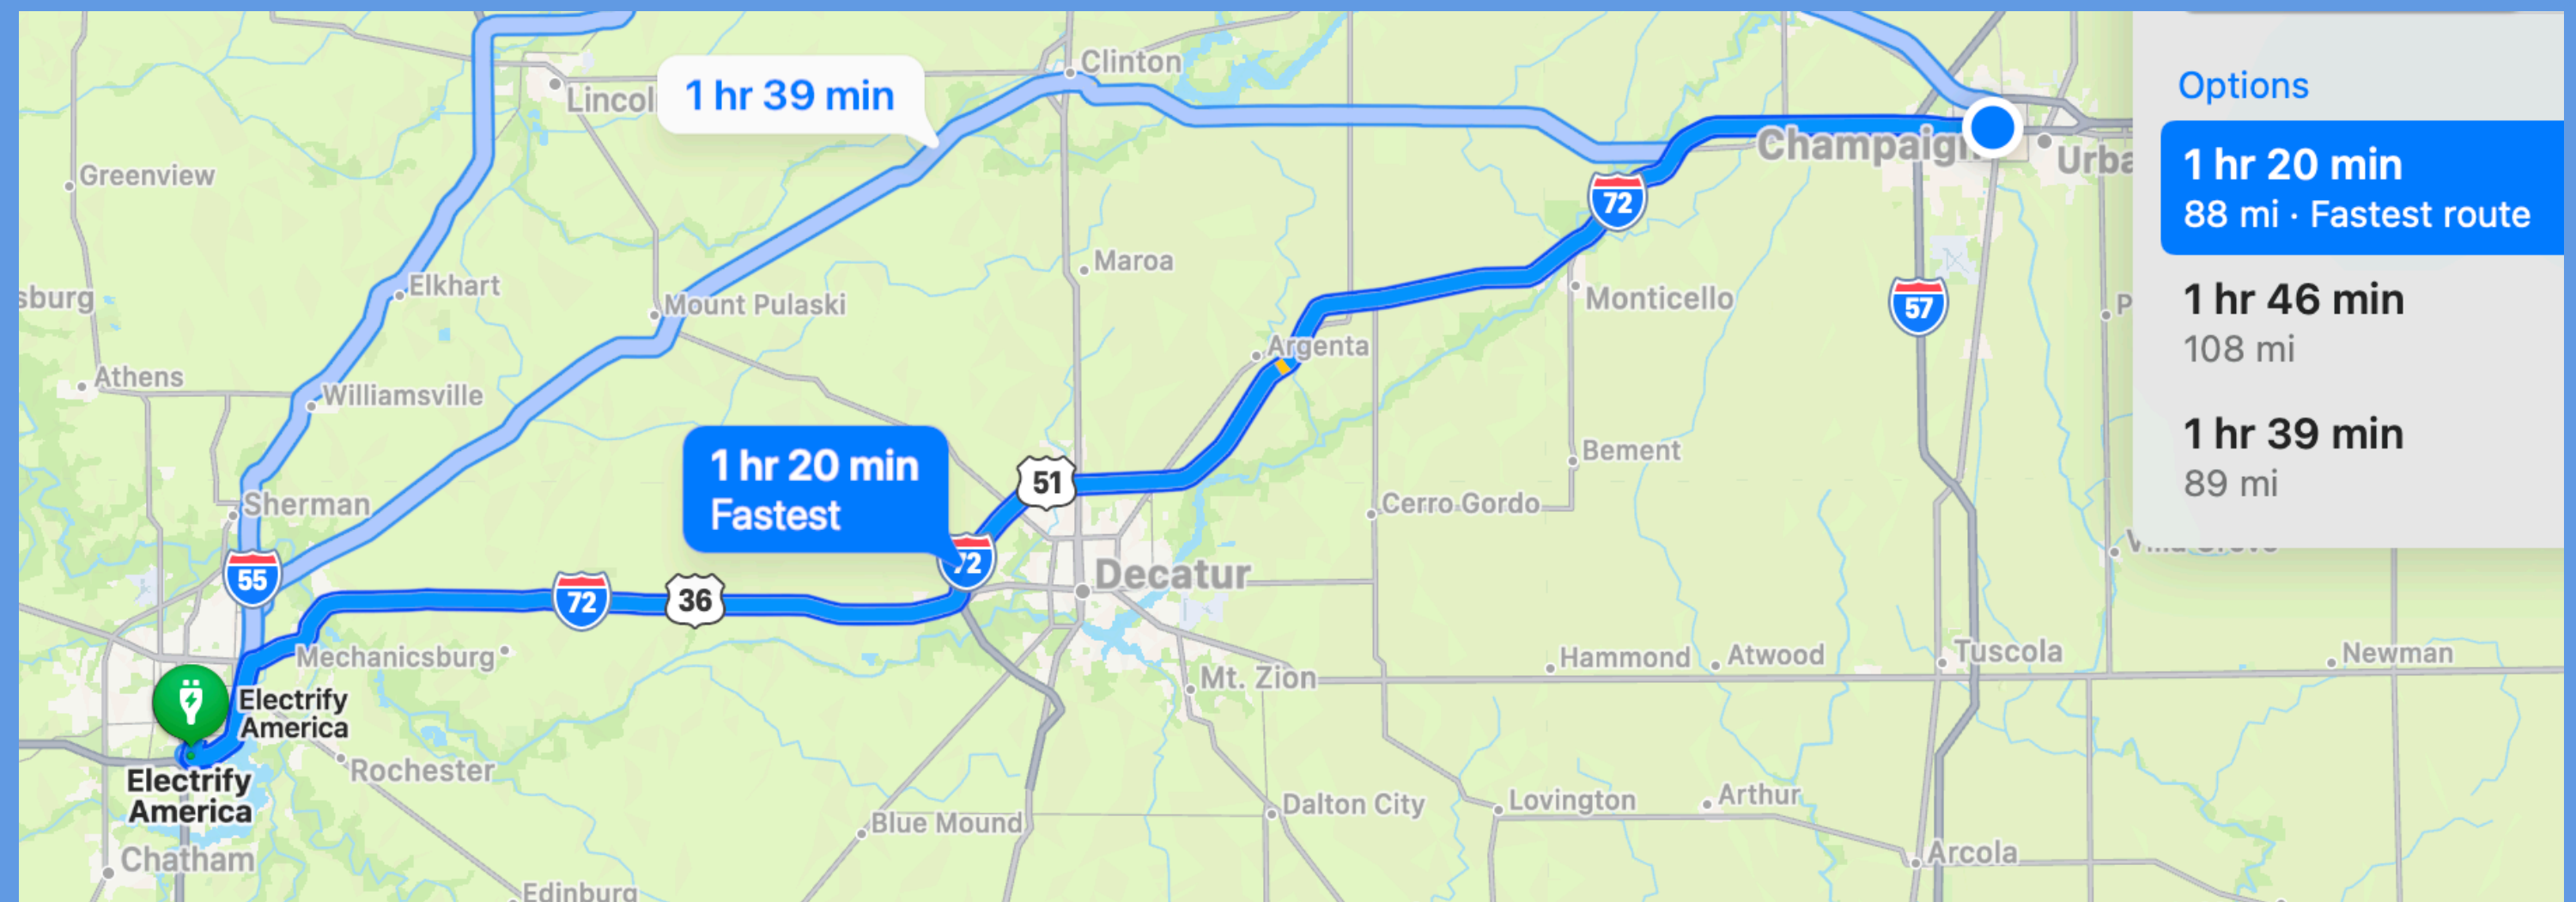 Clinton
1 hr 39 min
Lincol
Options
1 hr 20 min
88 mi · Fastest route
Champaign
Urba
Greenview
72
Maroa
Elkhart
sburg
Mount Pulaski
Monticello
57
P
1 hr 46 min
108 mi
Argenta
Athens
Williamsville
1 hr 39 min
89 mi
1 hr 20 min
Fastest
51
Bement
Sherman
Cerro Gordo
55
72
Decatur
72
36
Mechanicsburg
Hammond
Atwood
Tuscola
Newman
Mt. Zion
Electrify
America
Rochester
Electrify
America
Dalton City
Lovington
Arthur
Blue Mound
Chatham
Arcola
Edinburg